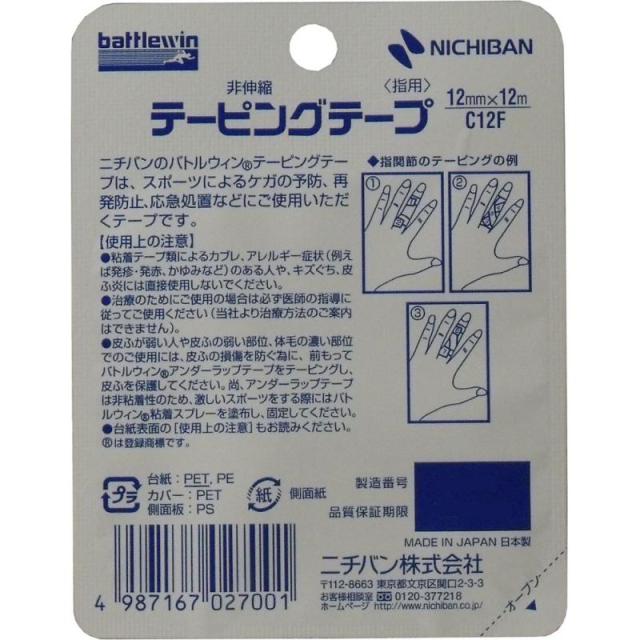 battlewin
NICHIBAN
非伸縮
〈指用〉
テーピングテープ
12mm×12m
C12F
ニチバンのバトルウィン®テーピングテー
プは、スポーツによるケガの予防、再
発防止、応急処置などにご使用いただ
くテープです。
【使用上の注意】
●粘着テープ類によるカブレ、アレルギー症状（例え
ば発疹・発赤、かゆみなど）のある人や、キズぐち、皮
ふ炎には直接使用しないでください。
●治療のためにご使用の場合は必ず医師の指導に
従ってご使用ください（当社より治療方法のご案内
はできません）。
●皮ふが弱い人や皮ふの弱い部位、体毛の濃い部位
でのご使用には、皮ふの損傷を防ぐ為に、前もって
バトルウィン®アンダーラップテープをテーピングし、
皮ふを保護してください。尚、アンダーラップテープ
は非粘着性のため、激しいスポーツをする際にはバト
ルウィン®粘着スプレーを塗布し、固定してください。
●台紙表面の［使用上の注意］もお読みください。
®は登録商標です。
◆指関節のテーピングの例
①
②
③
プラ
台紙：PET, PE
カバー：PET
側面板：PS
紙
側面紙
製造番号
品質保証期限
MADE IN JAPAN 日本製
ニチバン株式会社
〒112-8663 東京都文京区関口2-3-3
お客様相談室 0120-377218
ホームページ http://www.nichiban.co.jp
オープン
4 987167 027001